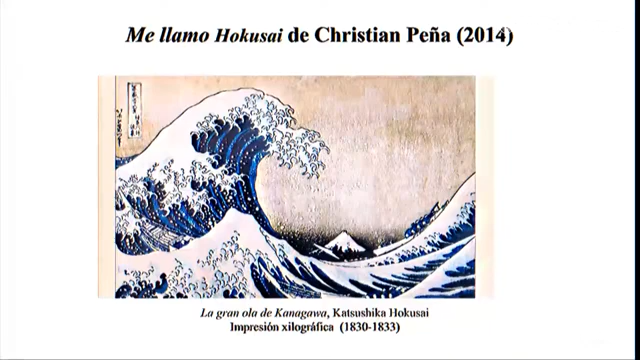 Me llamo Hokusai de Christian Peña (2014)
La gran ola de Kanagawa, Katsushika Hokusai
Impresión xilográfica (1830-1833)